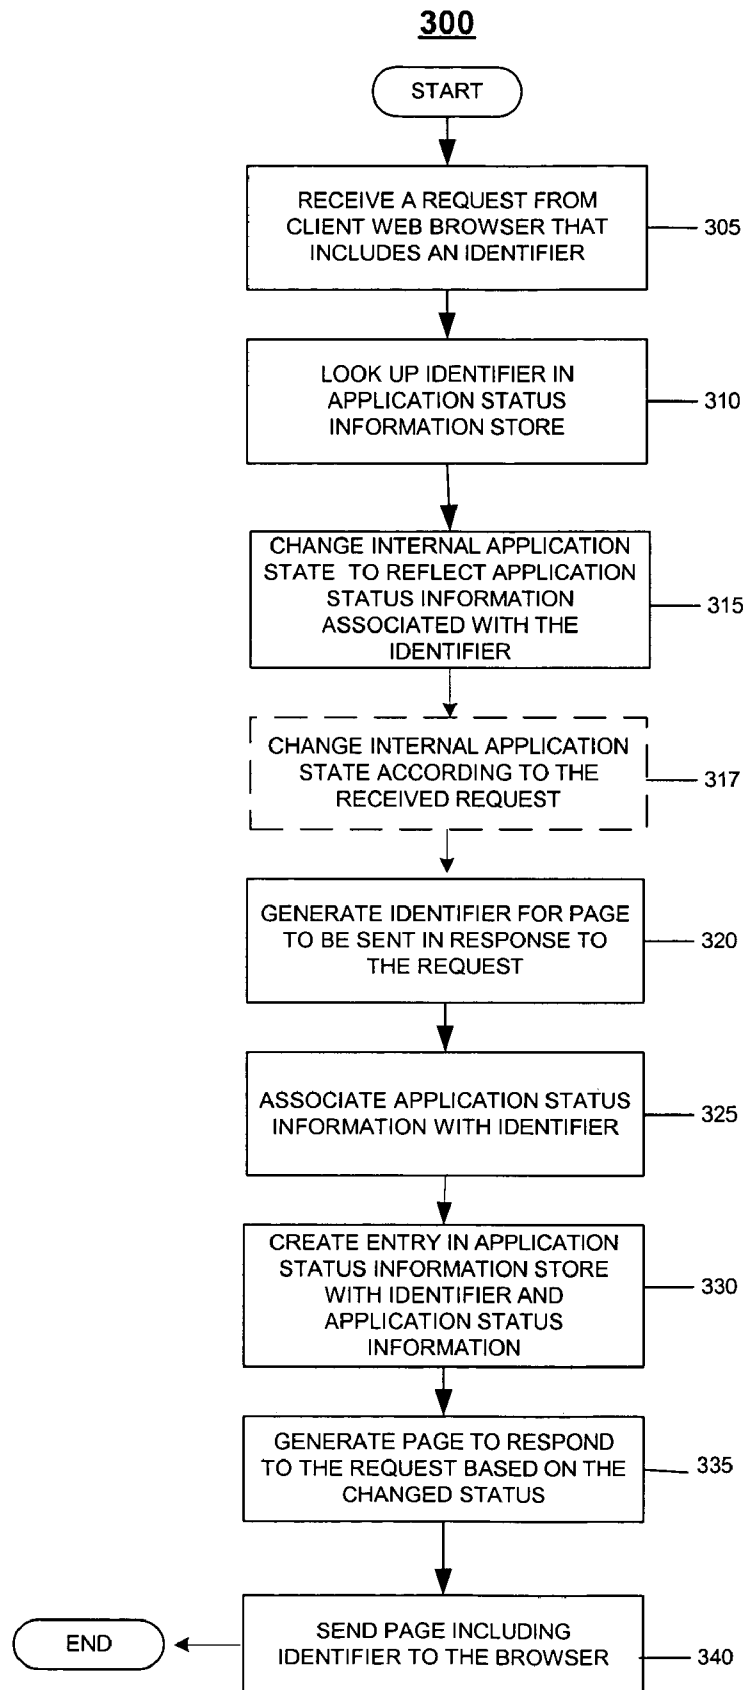 300
START
RECEIVE A REQUEST FROM
CLIENT WEB BROWSER THAT
INCLUDES AN IDENTIFIER
305
LOOK UP IDENTIFIER IN
APPLICATION STATUS
INFORMATION STORE
310
CHANGE INTERNAL APPLICATION
STATE TO REFLECT APPLICATION
STATUS INFORMATION
ASSOCIATED WITH THE
IDENTIFIER
315
CHANGE INTERNAL APPLICATION
STATE ACCORDING TO THE
RECEIVED REQUEST
317
GENERATE IDENTIFIER FOR PAGE
TO BE SENT IN RESPONSE TO
THE REQUEST
320
ASSOCIATE APPLICATION STATUS
INFORMATION WITH IDENTIFIER
325
CREATE ENTRY IN APPLICATION
STATUS INFORMATION STORE
WITH IDENTIFIER AND
APPLICATION STATUS
INFORMATION
330
GENERATE PAGE TO RESPOND
TO THE REQUEST BASED ON THE
CHANGED STATUS
335
SEND PAGE INCLUDING
IDENTIFIER TO THE BROWSER
340
END